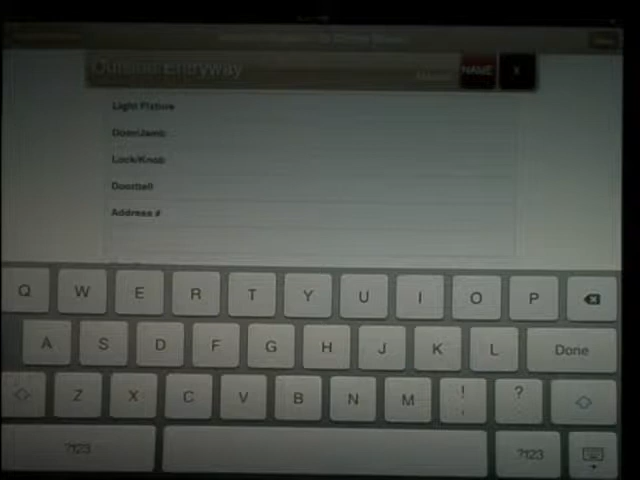 Outside Entryway NAME X
Light Fixture
Door/Jamb
Lock/Knob
Doorbell
Address #
Q W E R T Y U I O P
A S D F G H J K L Done
Z X C V B N M ! , ? .
.?123 .?123